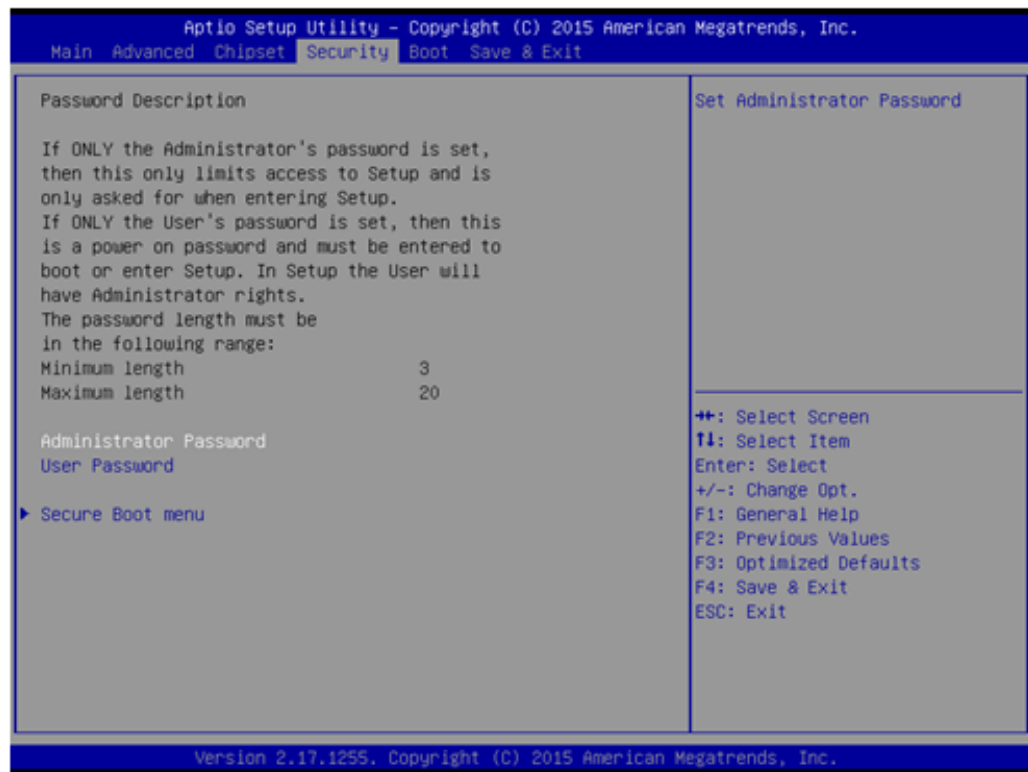 Aptio Setup Utility – Copyright (C) 2015 American Megatrends, Inc.
Main Advanced Chipset Security Boot Save & Exit
Password Description
If ONLY the Administrator's password is set,
then this only limits access to Setup and is
only asked for when entering Setup.
If ONLY the User's password is set, then this
is a power on password and must be entered to
boot or enter Setup. In Setup the User will
have Administrator rights.
The password length must be
in the following range:
Minimum length 3
Maximum length 20
Administrator Password
User Password
Secure Boot menu
Set Administrator Password
→←: Select Screen
↑↓: Select Item
Enter: Select
+/-: Change Opt.
F1: General Help
F2: Previous Values
F3: Optimized Defaults
F4: Save & Exit
ESC: Exit
Version 2.17.1255. Copyright (C) 2015 American Megatrends, Inc.